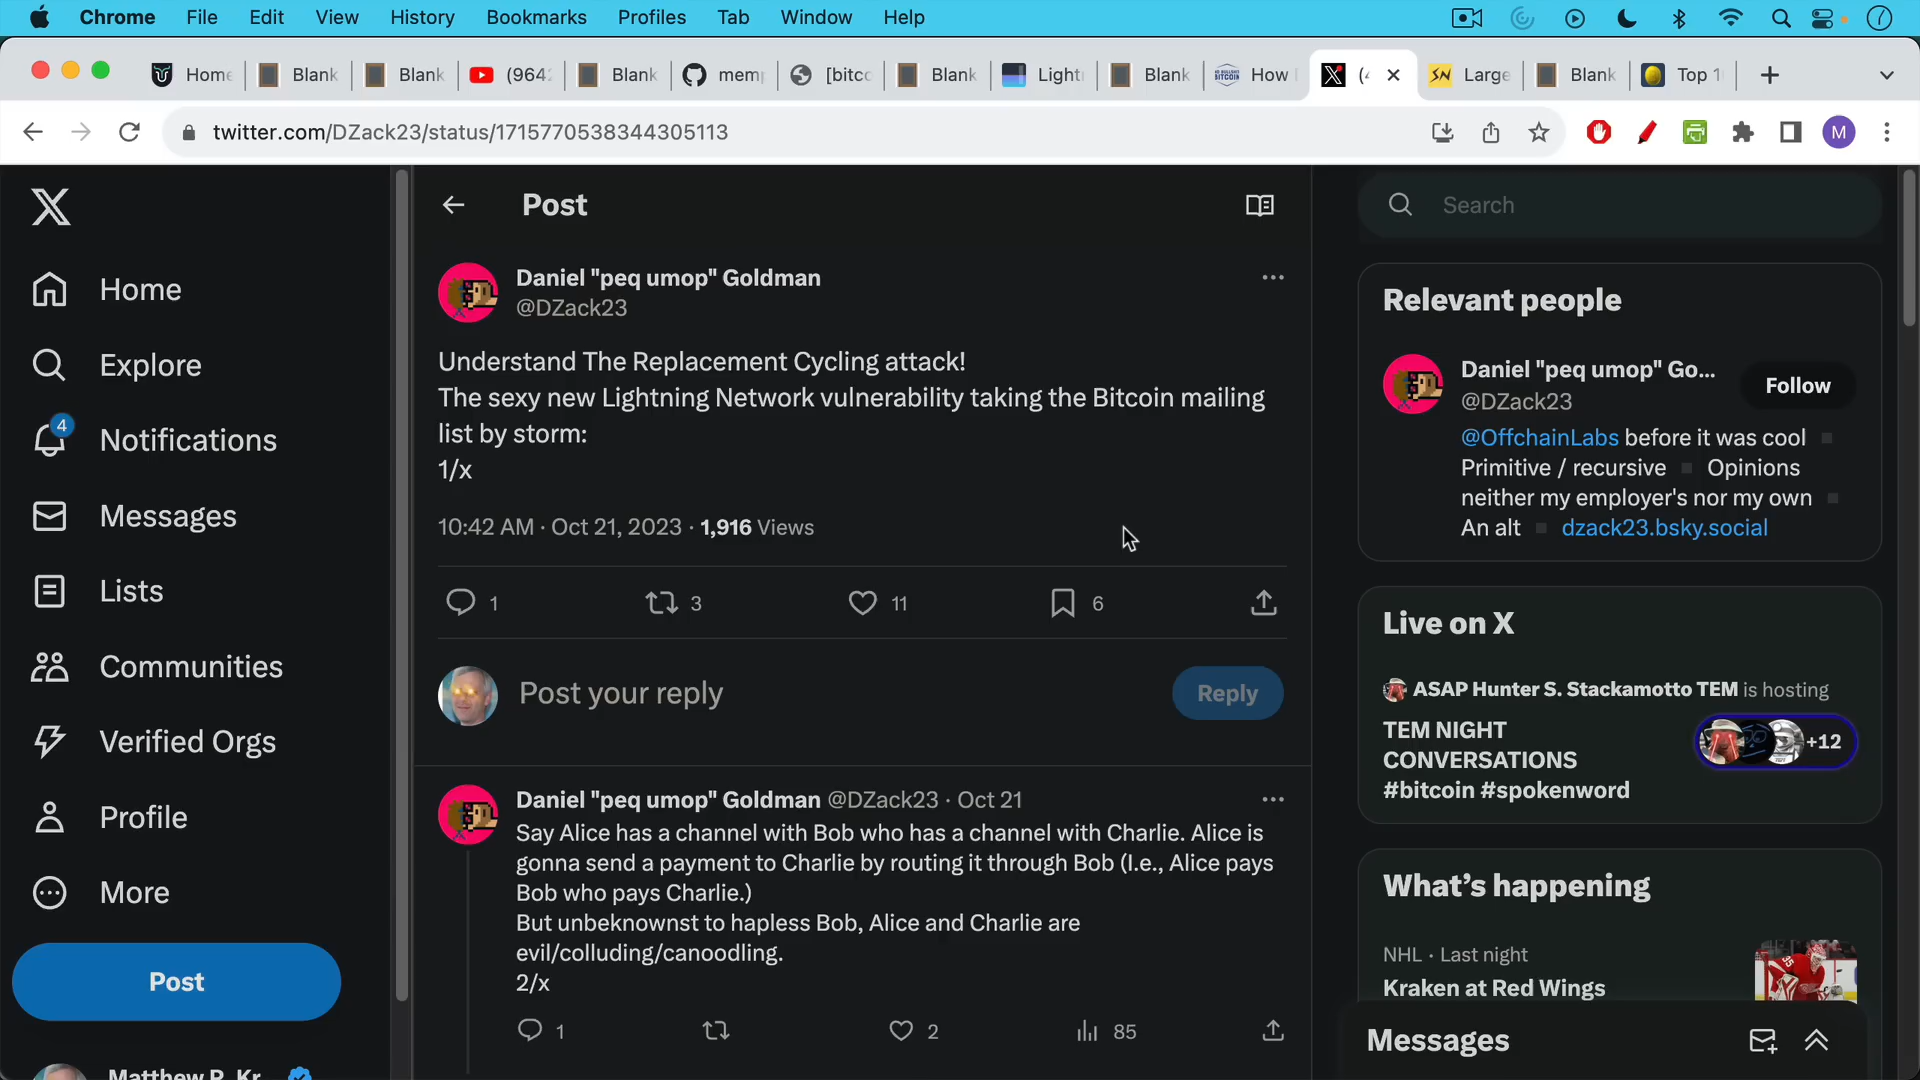 Chrome File Edit View History Bookmarks Profiles Tab Window Help
Home Blank Blank (964 Blank memp [bitco Blank Light Blank How Large Blank Top 1
twitter.com/DZack23/status/1715770538344305113
M
Post
Search
Home
Explore
4
Notifications
Messages
Lists
Communities
Verified Orgs
Profile
More
Post
Matthew R. Kr
Daniel "peq umop" Goldman
@DZack23
Understand The Replacement Cycling attack!
The sexy new Lightning Network vulnerability taking the Bitcoin mailing
list by storm:
1/x
10:42 AM · Oct 21, 2023 · 1,916 Views
1 3 11 6
Post your reply
Reply
Daniel "peq umop" Goldman @DZack23 · Oct 21
Say Alice has a channel with Bob who has a channel with Charlie. Alice is
gonna send a payment to Charlie by routing it through Bob (I.e., Alice pays
Bob who pays Charlie.)
But unbeknownst to hapless Bob, Alice and Charlie are
evil/colluding/canoodling.
2/x
1 2 85
Relevant people
Daniel "peq umop" Go...
@DZack23
Follow
@OffchainLabs before it was cool
Primitive / recursive Opinions
neither my employer's nor my own
An alt dzack23.bsky.social
Live on X
ASAP Hunter S. Stackamotto TEM is hosting
TEM NIGHT
CONVERSATIONS
#bitcoin #spokenword
+12
What's happening
NHL · Last night
Kraken at Red Wings
Messages